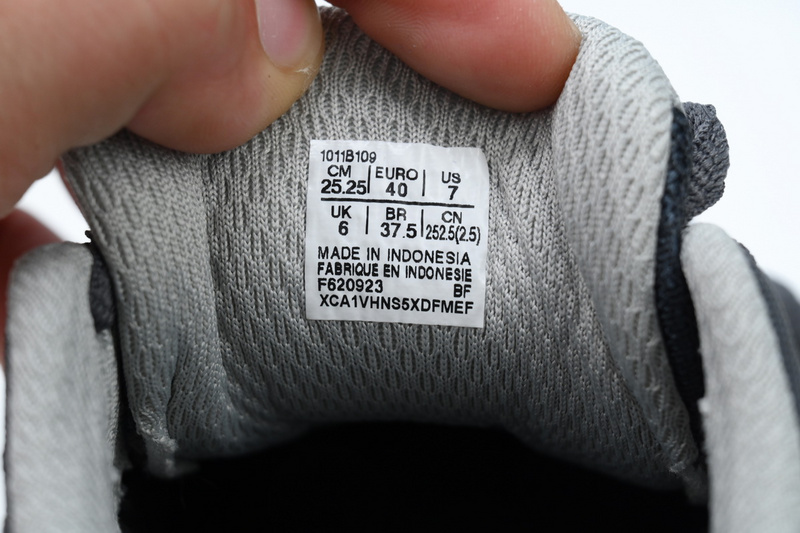 1011B109
CM EURO US
25.25 40 7
UK BR CN
6 37.5 252.5(2.5)
MADE IN INDONESIA
FABRIQUE EN INDONESIE
F620923 BF
XCA1VHNS5XDFMEF